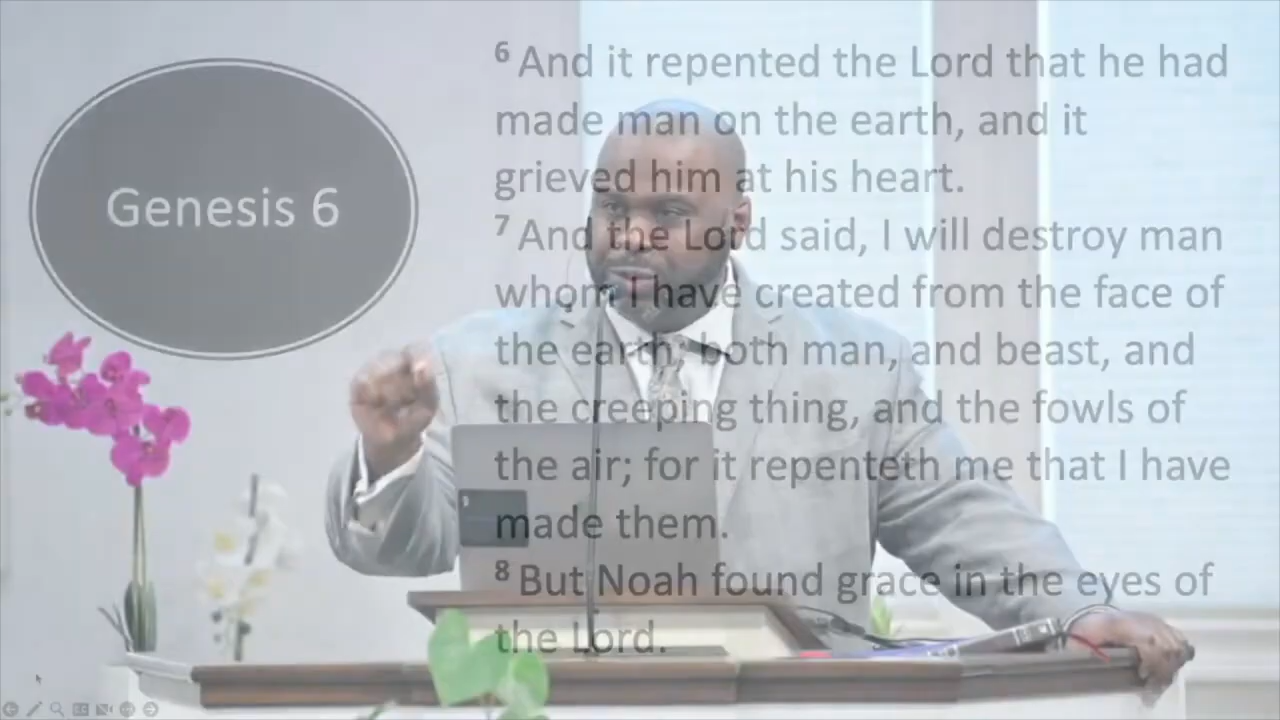 Genesis 6
6 And it repented the Lord that he had
made man on the earth, and it
grieved him at his heart.
7 And the Lord said, I will destroy man
whom I have created from the face of
the earth, both man, and beast, and
the creeping thing, and the fowls of
the air; for it repenteth me that I have
made them.
8 But Noah found grace in the eyes of
the Lord.